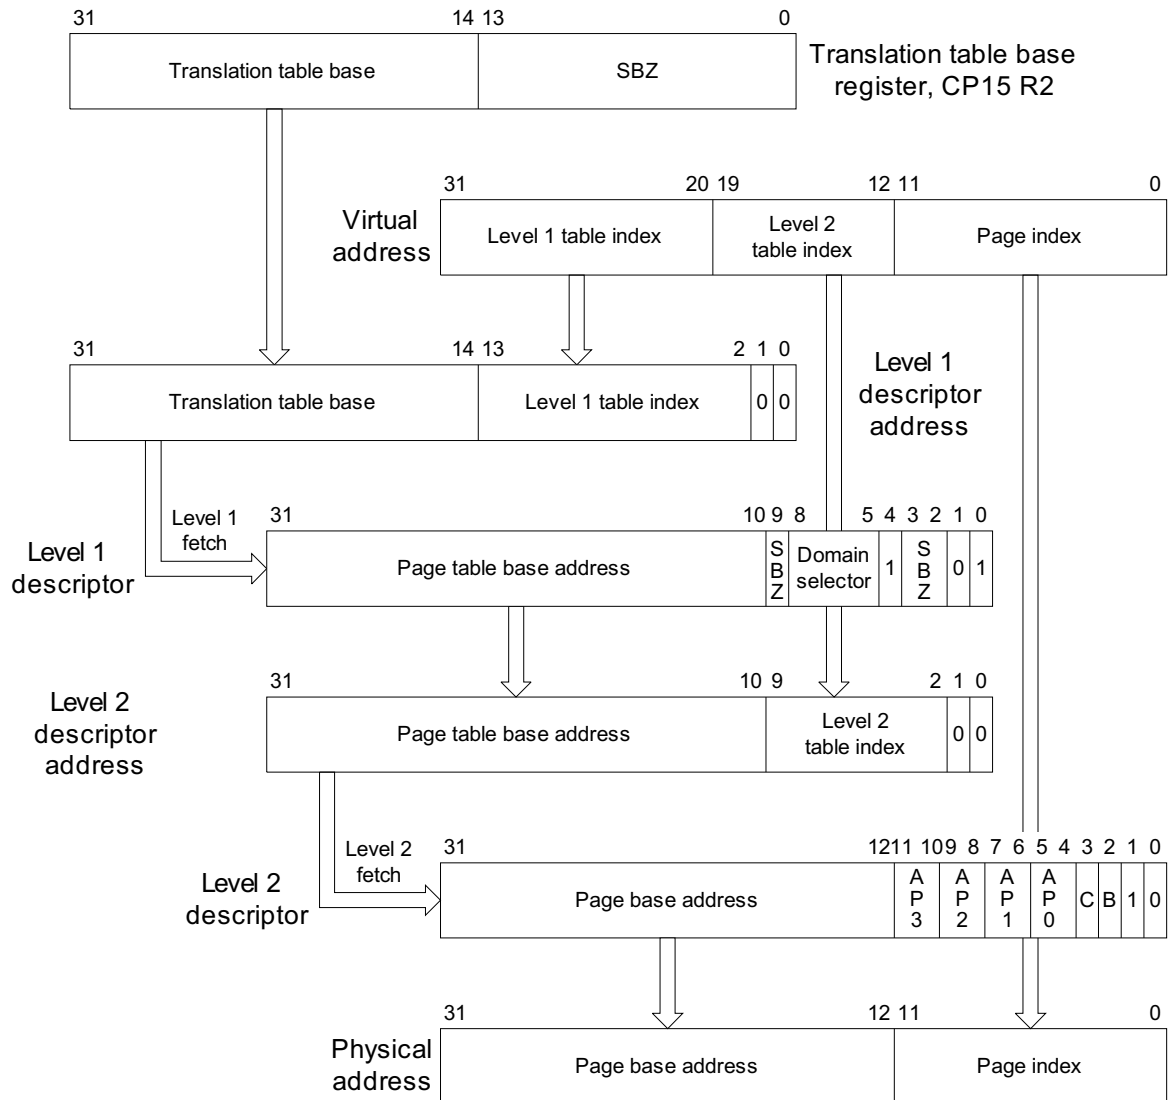 31 14 13 0
Translation table base SBZ
Translation table base
register, CP15 R2
31 20 19 12 11 0
Virtual
address
Level 1 table index
Level 2
table index
Page index
31 14 13 2 1 0
Translation table base Level 1 table index 0 0
Level 1
descriptor
address
Level 1
fetch
31 10 9 8 5 4 3 2 1 0
Level 1
descriptor
Page table base address
S
B
Z
Domain
selector
1
S
B
Z
0 1
31 10 9 2 1 0
Level 2
descriptor
address
Page table base address
Level 2
table index
0 0
Level 2
fetch
31 12 11 10 9 8 7 6 5 4 3 2 1 0
Level 2
descriptor
Page base address
A
P
3
A
P
2
A
P
1
A
P
0
C B 1 0
31 12 11 0
Physical
address
Page base address Page index